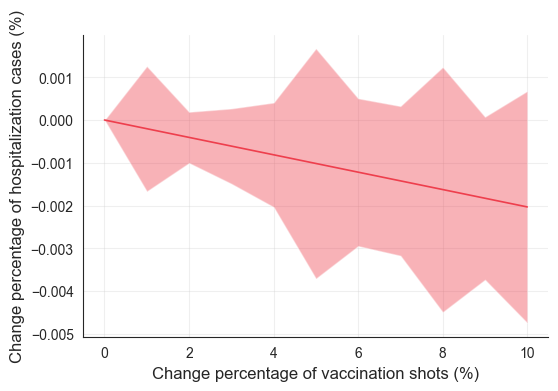 Change percentage of hospitalization cases (%)
0.001
0.000
−0.001
−0.002
−0.003
−0.004
−0.005
0 2 4 6 8 10
Change percentage of vaccination shots (%)